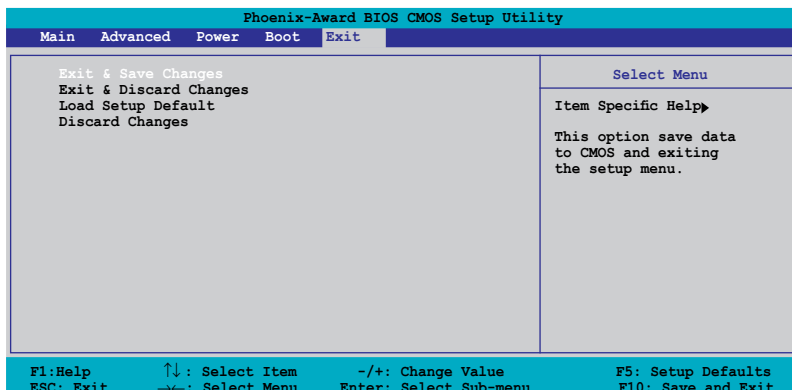 Phoenix-Award BIOS CMOS Setup Utility
Main Advanced Power Boot Exit
Exit & Save Changes
Exit & Discard Changes
Load Setup Default
Discard Changes
Select Menu
Item Specific Help▶
This option save data
to CMOS and exiting
the setup menu.
F1:Help ↑↓: Select Item -/+: Change Value F5: Setup Defaults
ESC: Exit →←: Select Menu Enter: Select Sub-menu F10: Save and Exit